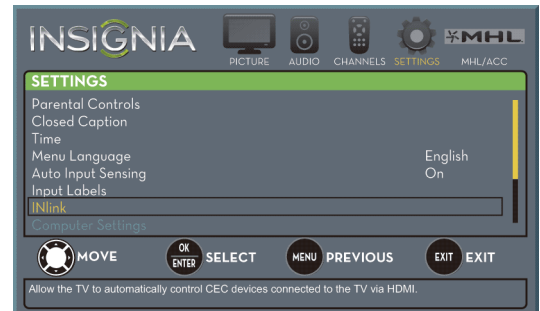 INSIGNIA
PICTURE AUDIO CHANNELS SETTINGS MHL MHL/ACC
SETTINGS
Parental Controls
Closed Caption
Time
Menu Language English
Auto Input Sensing On
Input Labels
INlink
Computer Settings
MOVE OK ENTER SELECT MENU PREVIOUS EXIT EXIT
Allow the TV to automatically control CEC devices connected to the TV via HDMI.